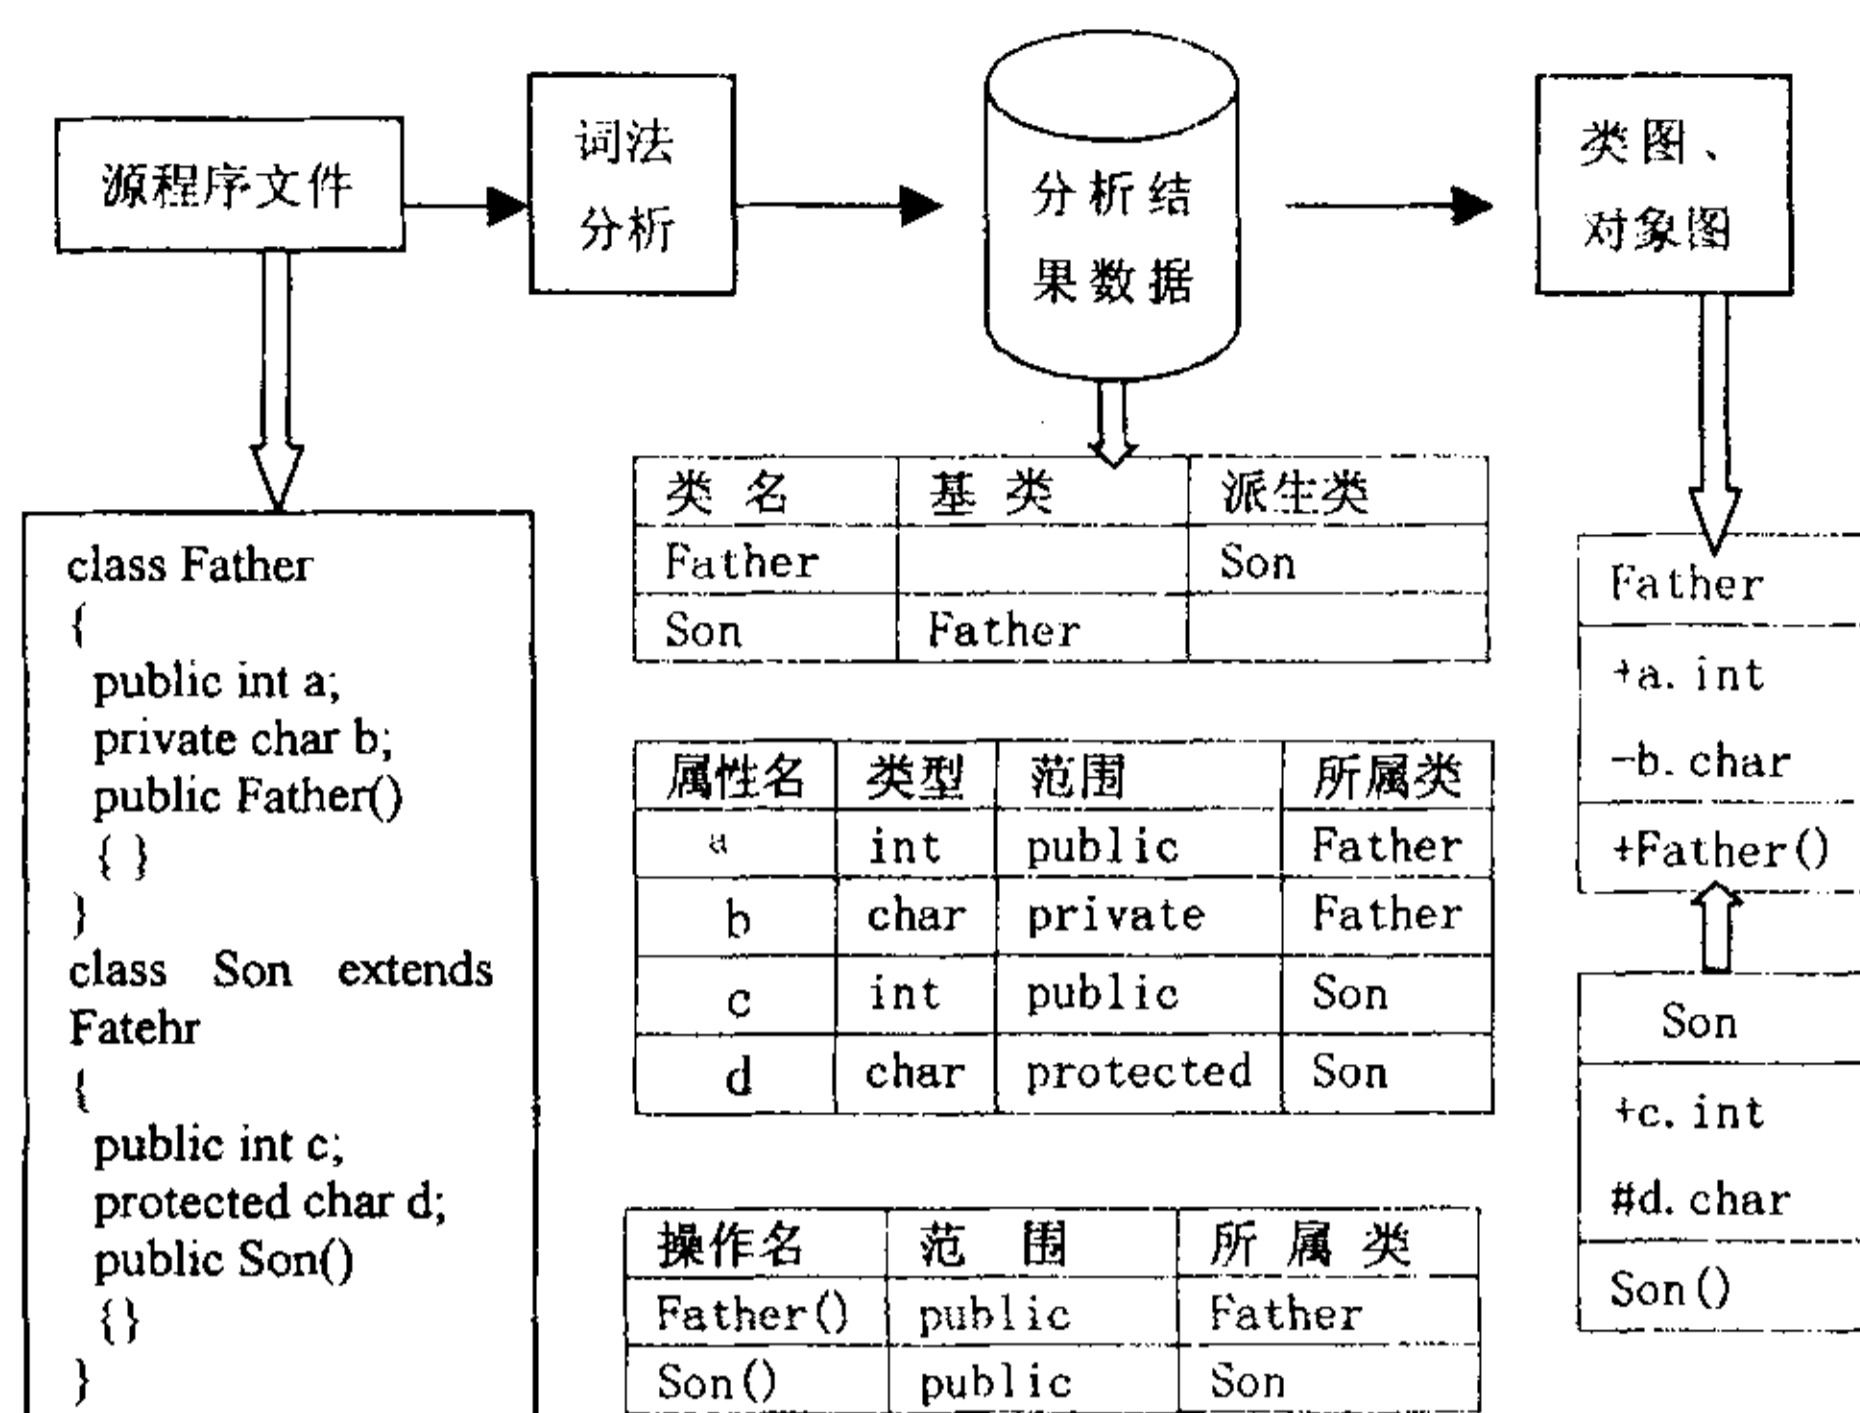 源程序文件
词法
分析
分析结
果数据
类图、
对象图
class Father
{
public int a;
private char b;
public Father()
{ }
}
class Son extends
Fatehr
{
public int c;
protected char d;
public Son()
{}
}
类名 基类 派生类
Father Son
Son Father
属性名 类型 范围 所属类
a int public Father
b char private Father
c int public Son
d char protected Son
操作名 范围 所属类
Father() public Father
Son() public Son
Father
+a. int
-b. char
+Father()
Son
+c. int
#d. char
Son()